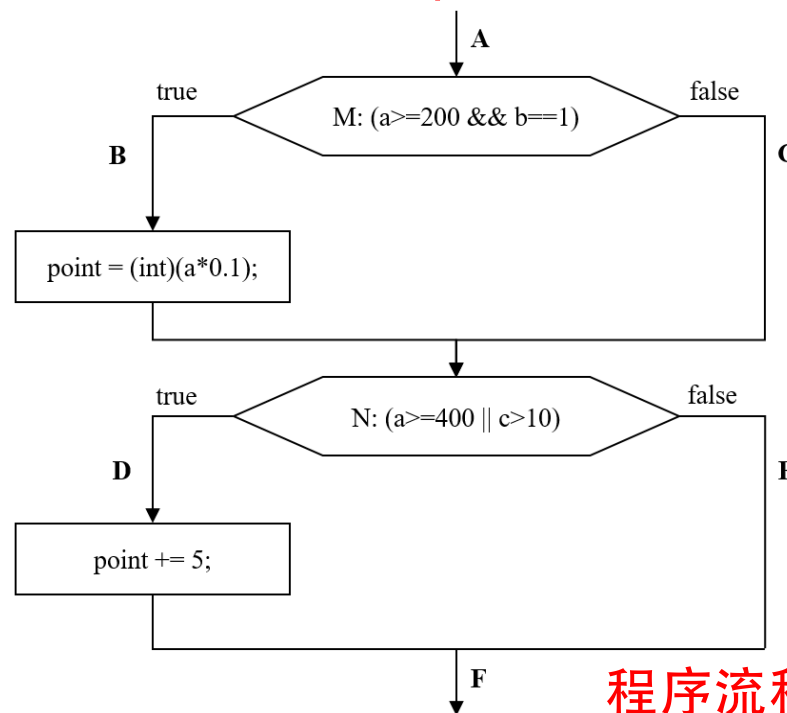 A
true
false
M: (a>=200 && b==1)
B
point = (int)(a*0.1);
true
false
N: (a>=400 || c>10)
D
point += 5;
F
程序流